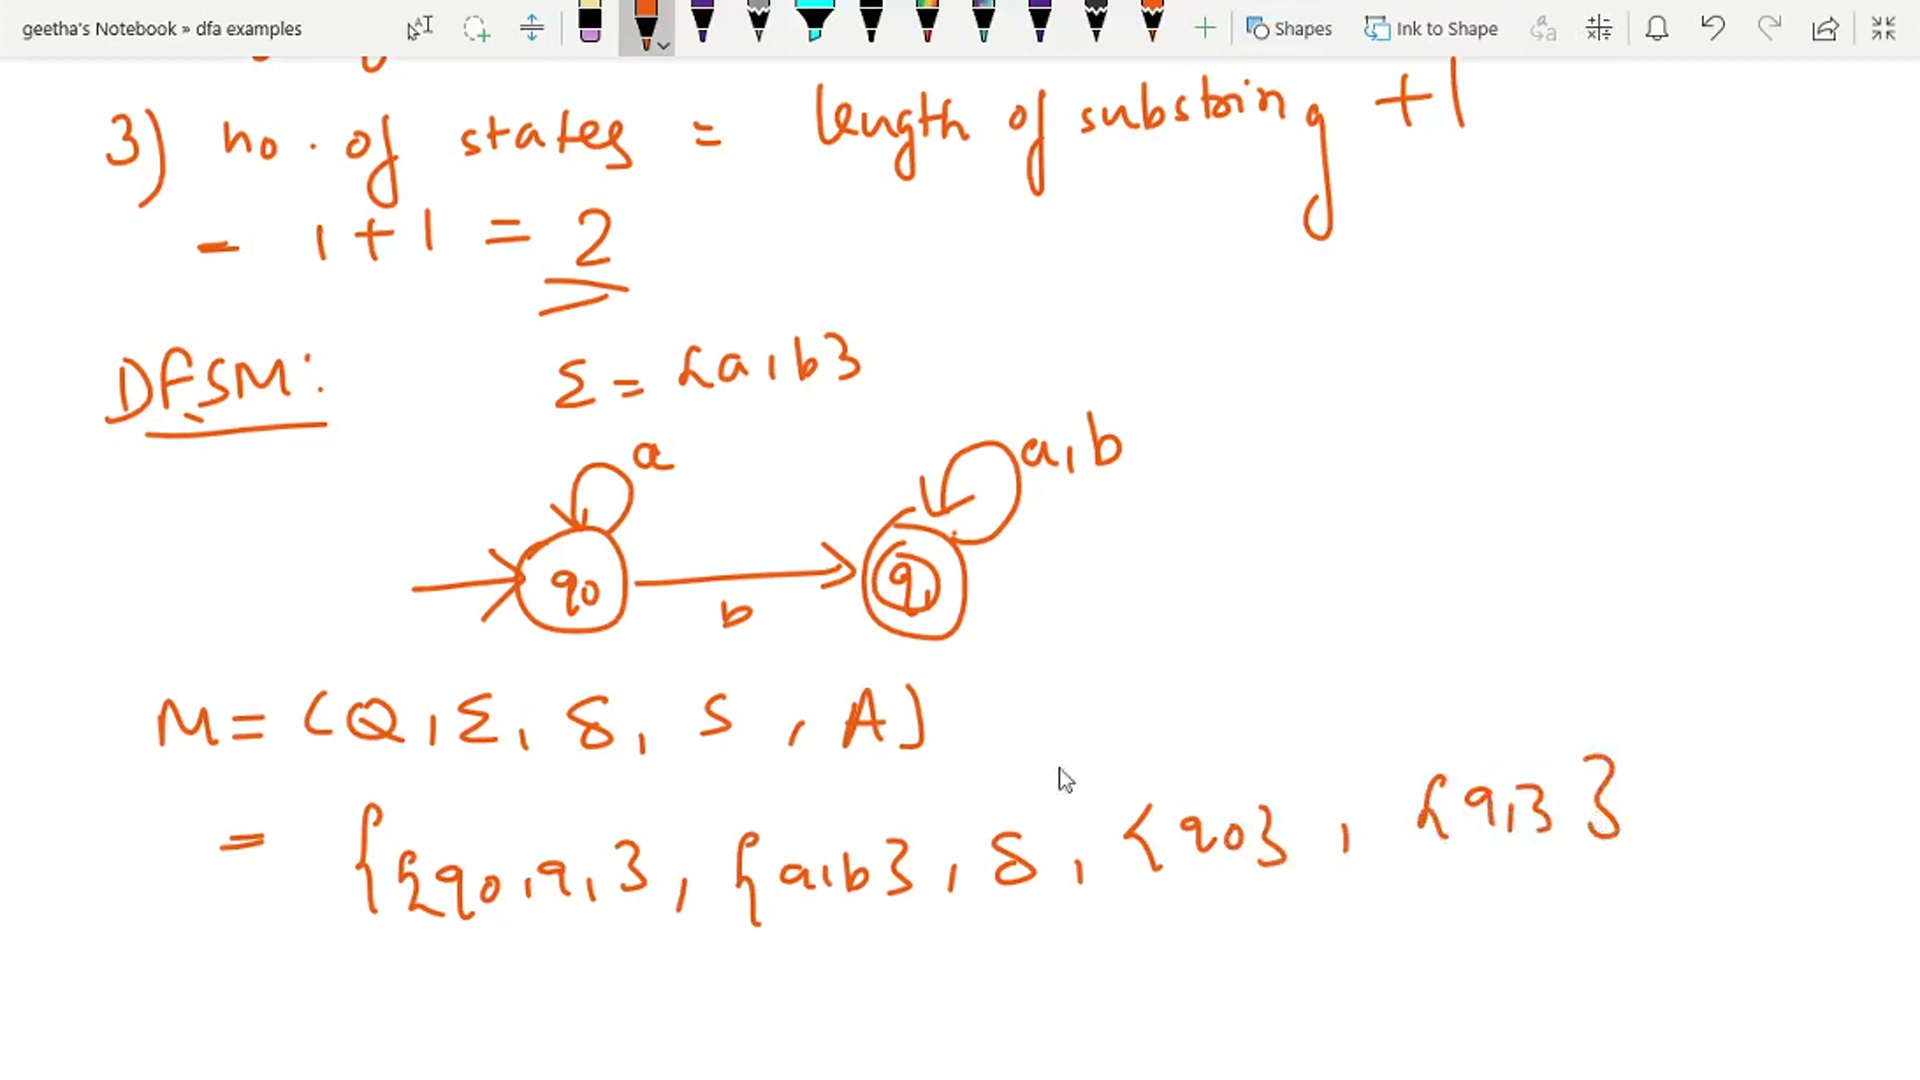 geetha's Notebook » dfa examples
Shapes
Ink to Shape
3) no. of states = length of substring +1
= 1+1 = 2
DFSM:
Σ = {a,b}
a
a,b
q0
b
q1
M = (Q, Σ, δ, S, A)
= {{q0,q1}, {a,b}, δ, {q0}, {q1}}